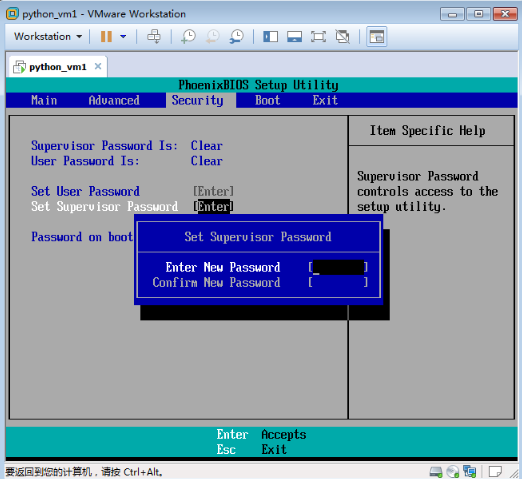 python_vm1 - VMware Workstation
Workstation
python_vm1
PhoenixBIOS Setup Utility
Main Advanced Security Boot Exit
Item Specific Help
Supervisor Password Is: Clear
User Password Is: Clear
Set User Password [Enter]
Set Supervisor Password [Enter]
Password on boot
Supervisor Password
controls access to the
setup utility.
Set Supervisor Password
Enter New Password [ ]
Confirm New Password [ ]
Enter Accepts
Esc Exit
要返回到您的计算机，请按 Ctrl+Alt。